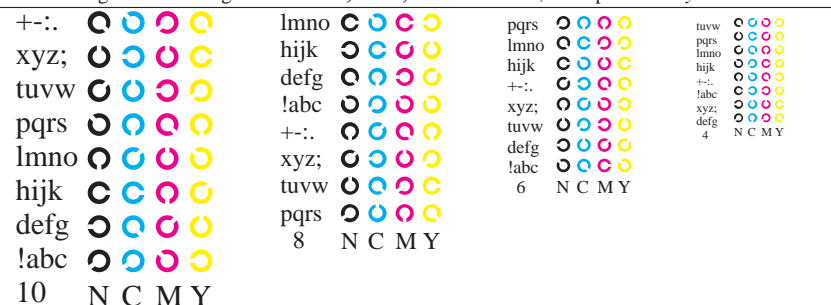 +-:.
xyz;
tuvw
pqrs
lmno
hijk
defg
!abc
10 N C M Y
lmno
hijk
defg
!abc
+-:.
xyz;
tuvw
pqrs
8 N C M Y
pqrs
lmno
hijk
+-:.
xyz;
tuvw
defg
!abc
6 N C M Y
tuvw
pqrs
lmno
hijk
+-:.
!abc
xyz;
defg
4 N C M Y